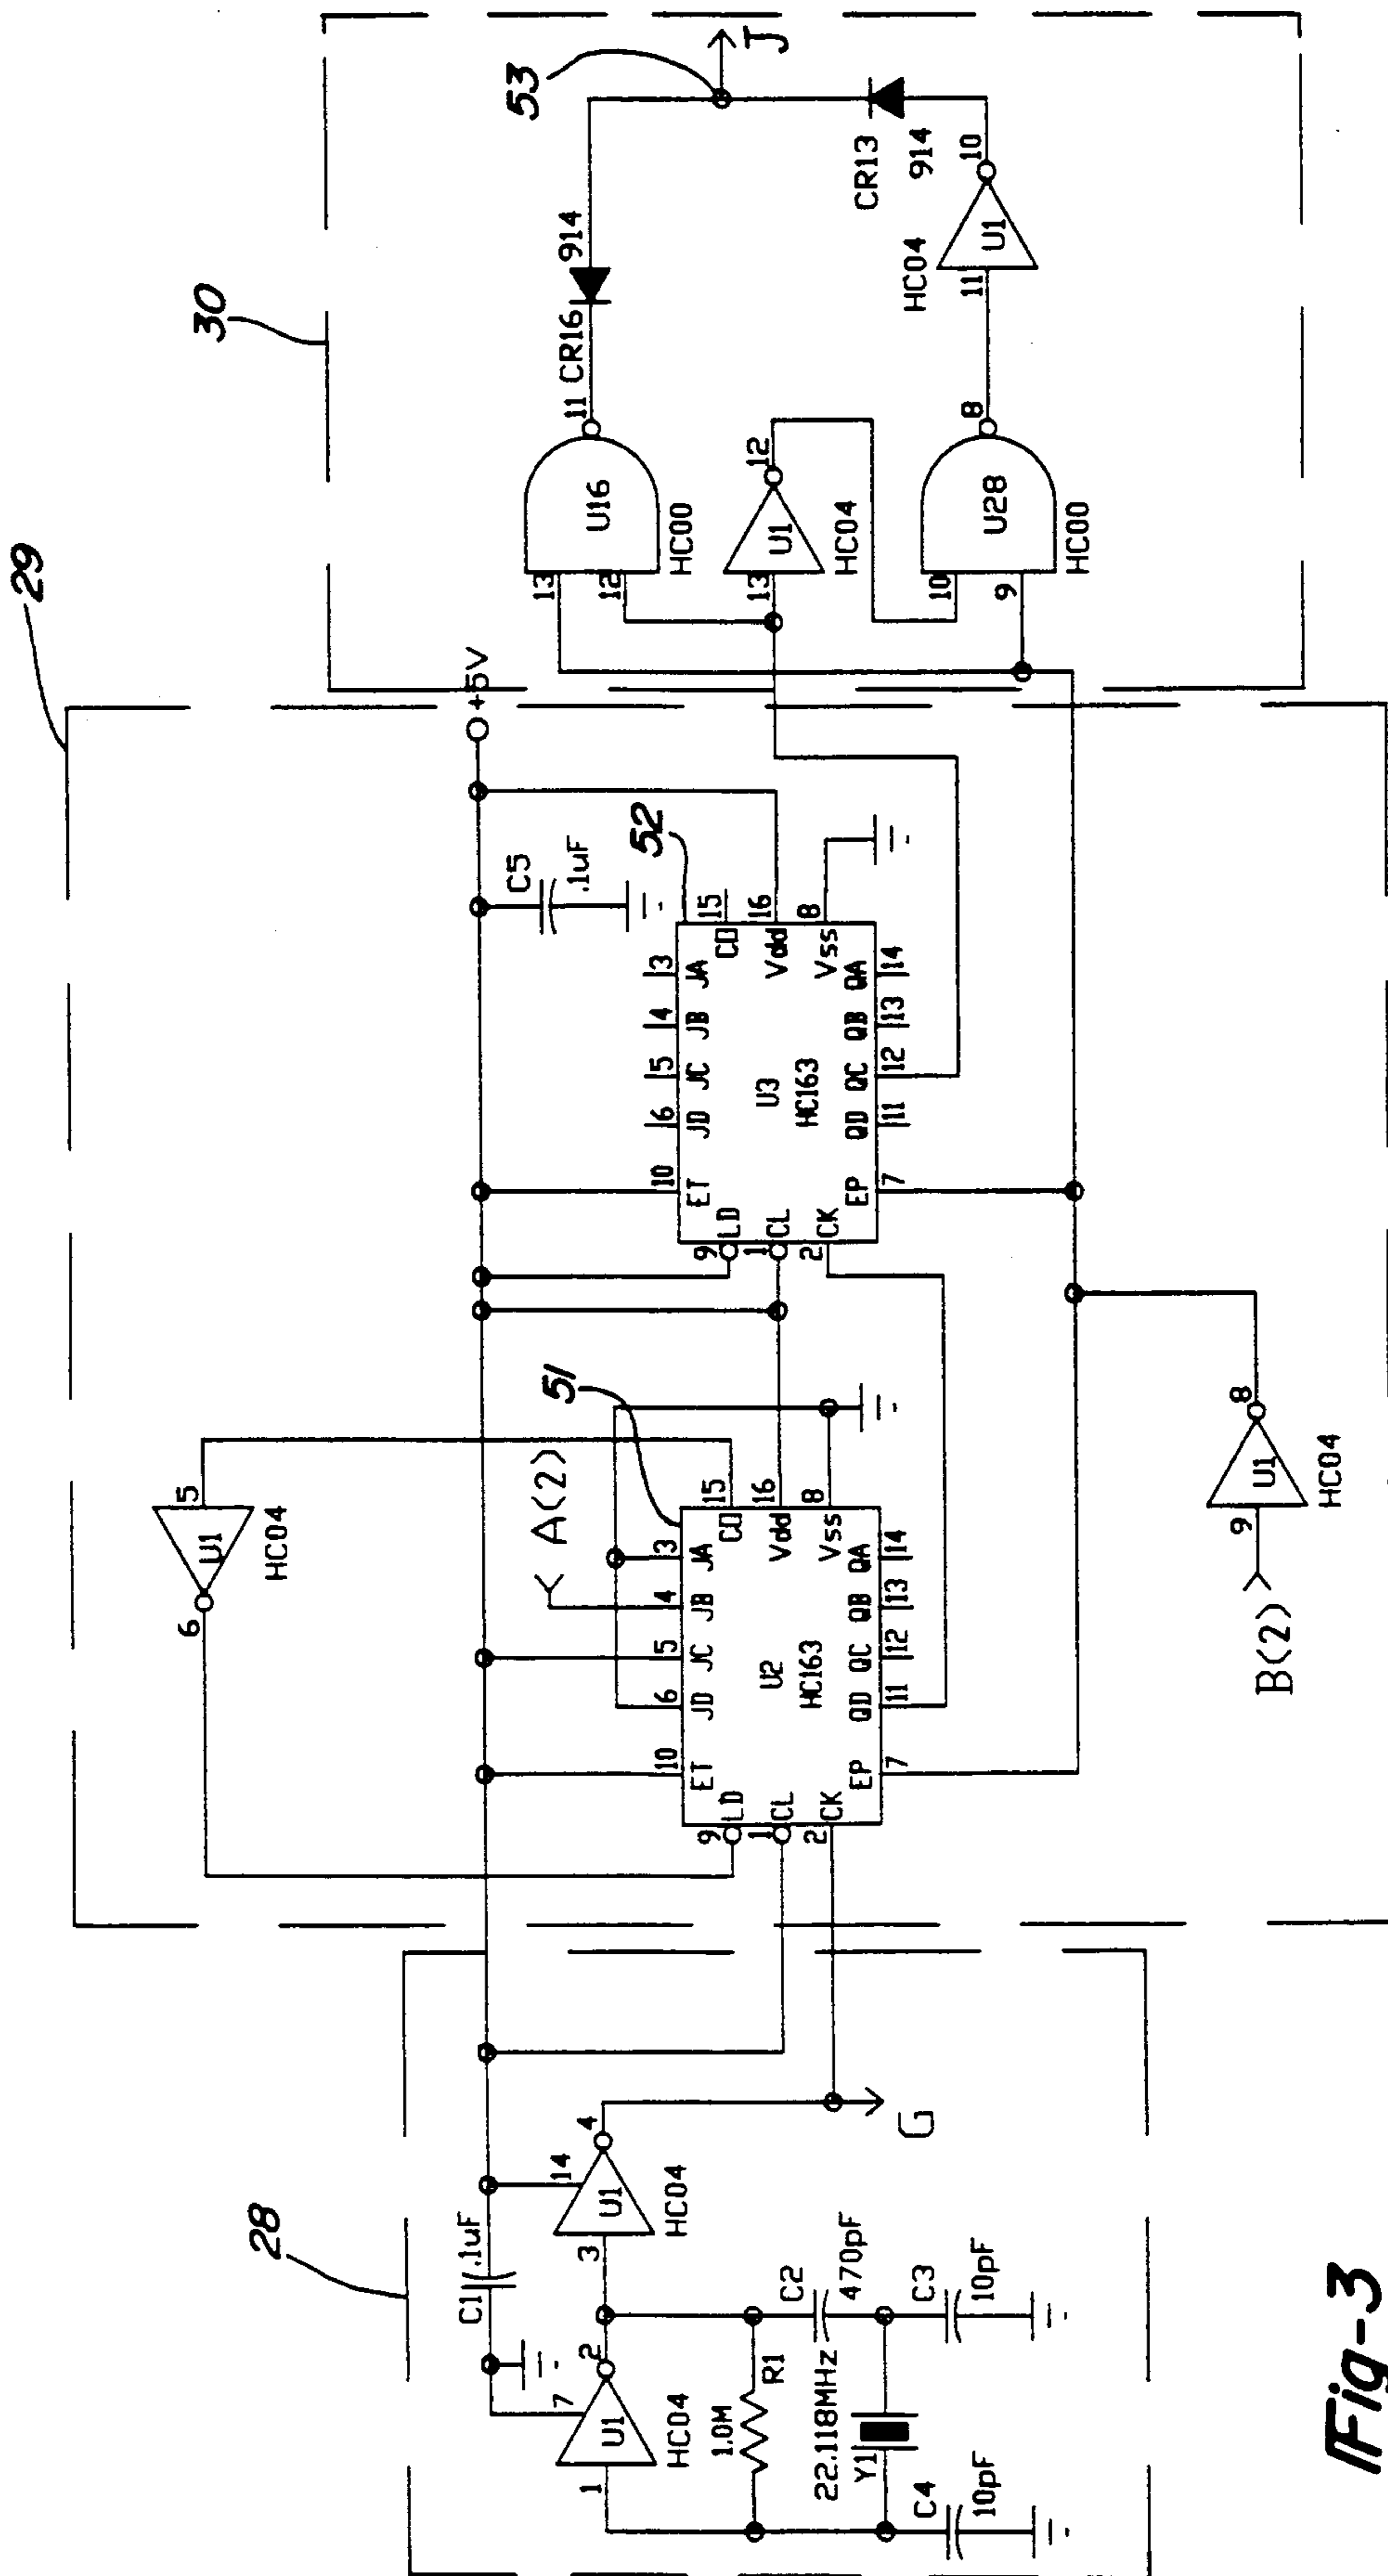 29
30
28
+5V
U1
HC04
5
6
A(2)
51
52
53
C5
.1uF
C1
.1uF
7
14
1
U1
HC04
2
3
U1
HC04
4
G
1.0M
R1
C2
470pF
22.118MHz
Y1
C4
10pF
C3
10pF
10
6
5
4
3
ET
JD
JC
JB
JA
9
LD
CO
15
1
CL
U2
HC163
Vdd
16
2
CK
Vss
8
EP
QD
QC
QB
QA
7
11
12
13
14
10
6
5
4
3
ET
JD
JC
JB
JA
9
LD
CO
15
1
CL
U3
HC163
Vdd
16
2
CK
Vss
8
EP
QD
QC
QB
QA
7
11
12
13
14
B(2)
9
U1
8
HC04
13
12
U16
HC00
11
CR16
914
13
U1
HC04
12
10
9
U28
HC00
8
11
U1
HC04
10
CR13
914
J
Fig-3